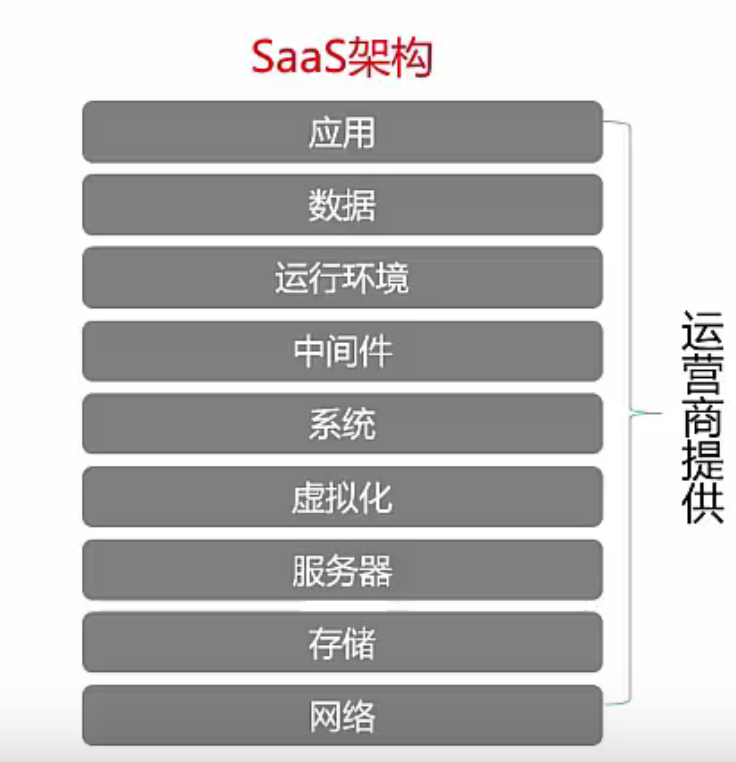 SaaS架构
应用
数据
运行环境
中间件
系统
虚拟化
服务器
存储
网络
运营商提供